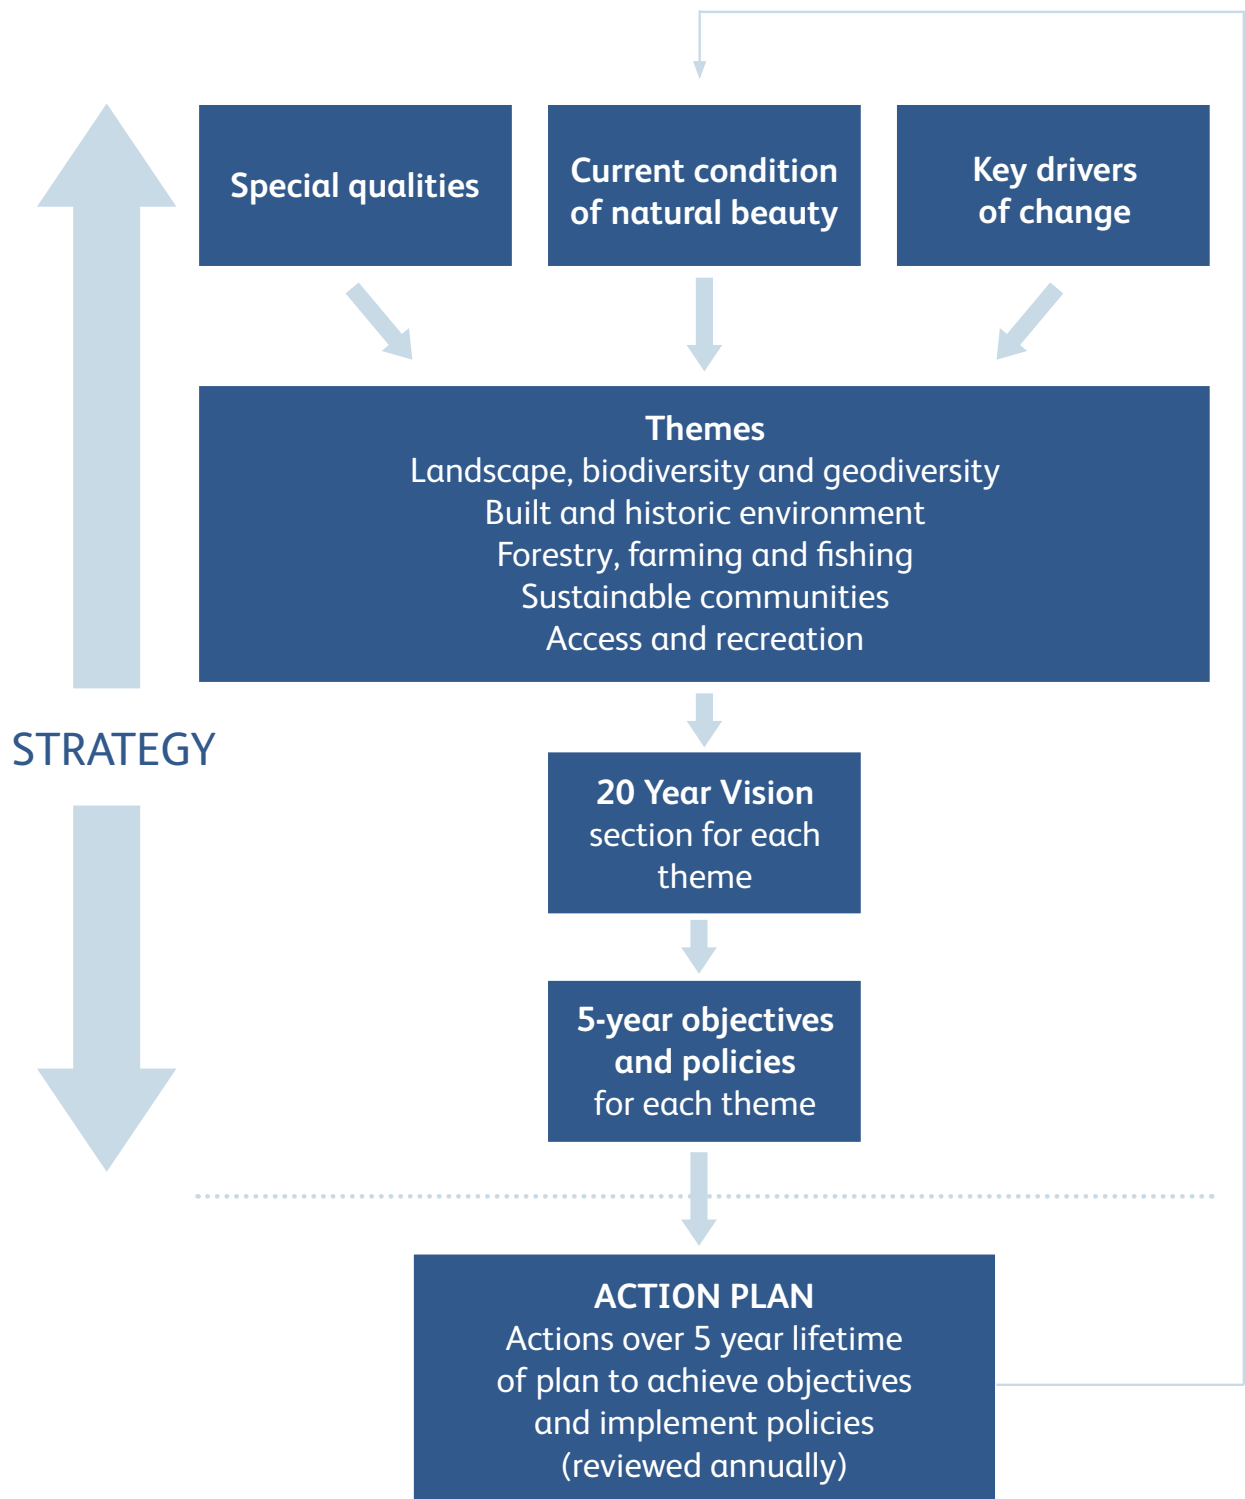 Special qualities
Current condition
of natural beauty
Key drivers
of change
Themes
Landscape, biodiversity and geodiversity
Built and historic environment
Forestry, farming and fishing
Sustainable communities
Access and recreation
STRATEGY
20 Year Vision
section for each
theme
5-year objectives
and policies
for each theme
ACTION PLAN
Actions over 5 year lifetime
of plan to achieve objectives
and implement policies
(reviewed annually)